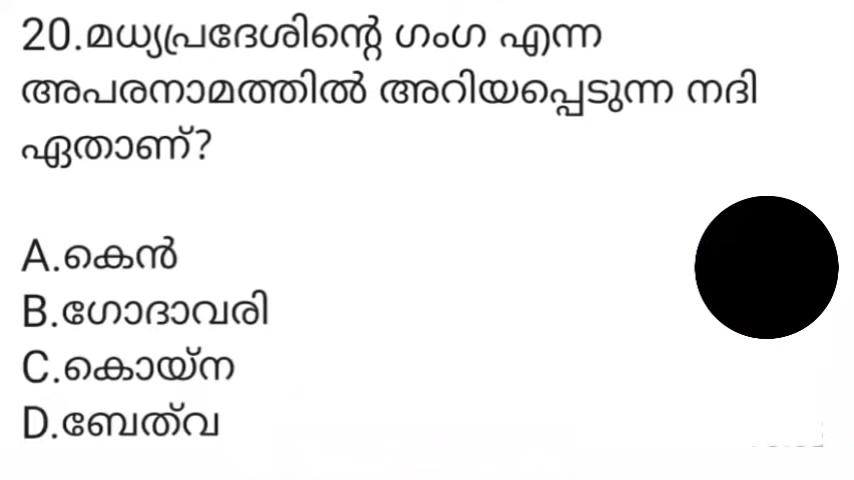 20.മധ്യപ്രദേശിന്റെ ഗംഗ എന്ന
അപരനാമത്തിൽ അറിയപ്പെടുന്ന നദി
ഏതാണ്?
A.കെൻ
B.ഗോദാവരി
C.കൊയ്ന
D.ബേത്‌വ